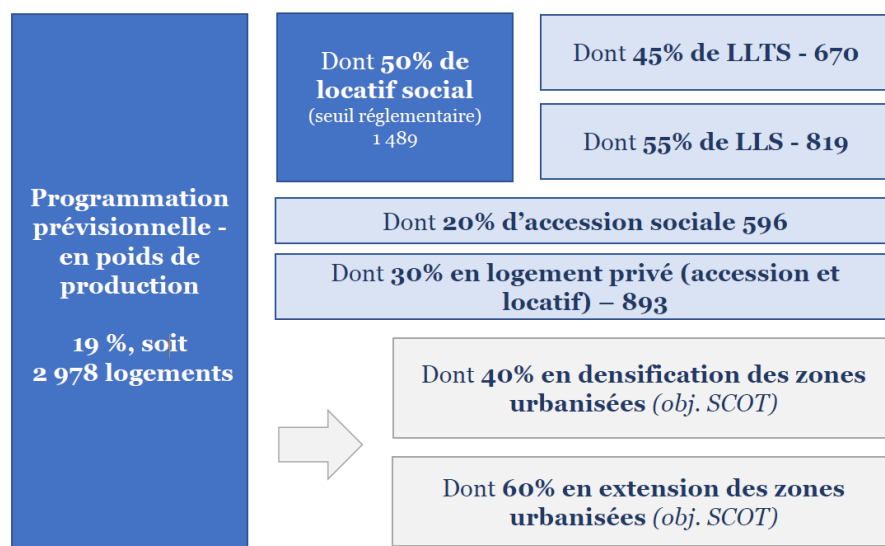 Programmation
prévisionnelle -
en poids de
production
19 %, soit
2 978 logements
Dont 50% de
locatif social
(seuil réglementaire)
1 489
Dont 45% de LLTS - 670
Dont 55% de LLS - 819
Dont 20% d’accession sociale 596
Dont 30% en logement privé (accession et
locatif) – 893
Dont 40% en densification des zones
urbanisées (obj. SCOT)
Dont 60% en extension des zones
urbanisées (obj. SCOT)